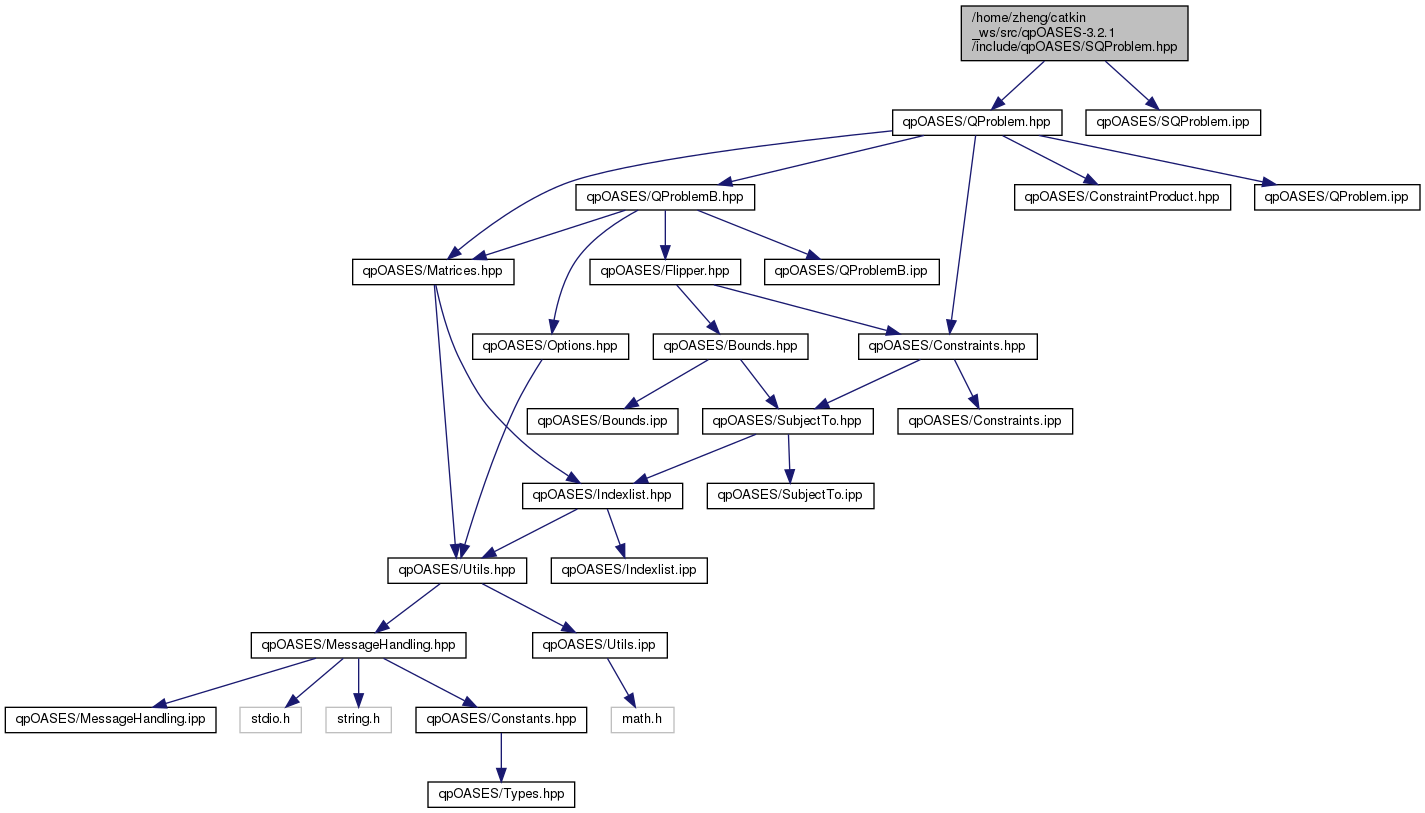 /home/zheng/catkin
_ws/src/qpOASES-3.2.1
/include/qpOASES/SQProblem.hpp
qpOASES/QProblem.hpp
qpOASES/SQProblem.ipp
qpOASES/QProblemB.hpp
qpOASES/ConstraintProduct.hpp
qpOASES/QProblem.ipp
qpOASES/Matrices.hpp
qpOASES/Flipper.hpp
qpOASES/QProblemB.ipp
qpOASES/Options.hpp
qpOASES/Bounds.hpp
qpOASES/Constraints.hpp
qpOASES/Bounds.ipp
qpOASES/SubjectTo.hpp
qpOASES/Constraints.ipp
qpOASES/Indexlist.hpp
qpOASES/SubjectTo.ipp
qpOASES/Utils.hpp
qpOASES/Indexlist.ipp
qpOASES/MessageHandling.hpp
qpOASES/Utils.ipp
qpOASES/MessageHandling.ipp
stdio.h
string.h
qpOASES/Constants.hpp
math.h
qpOASES/Types.hpp